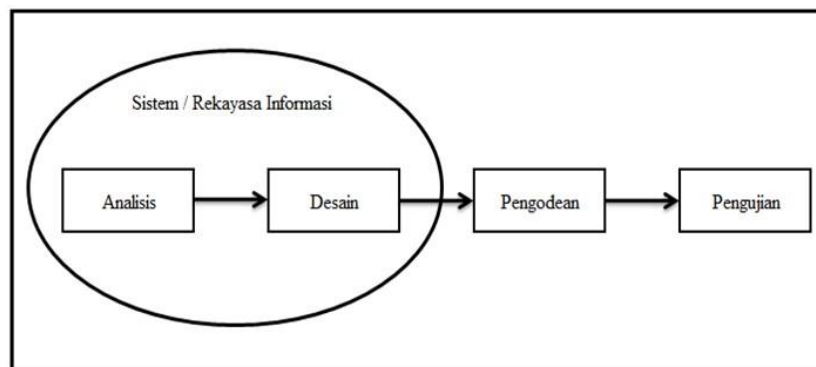 Sistem / Rekayasa Informasi
Analisis
Desain
Pengodean
Pengujian